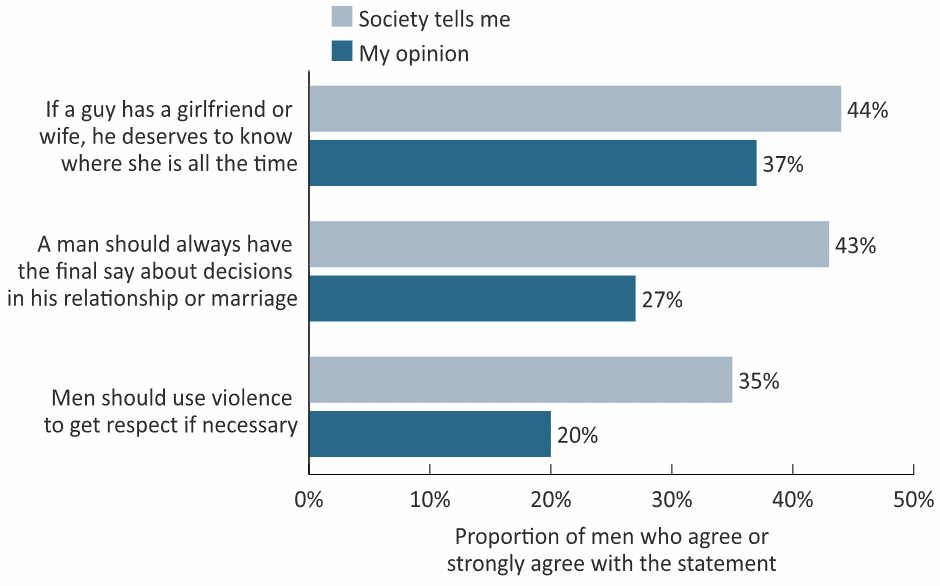 Society tells me
My opinion
If a guy has a girlfriend or
wife, he deserves to know
where she is all the time
44%
37%
A man should always have
the final say about decisions
in his relationship or marriage
43%
27%
Men should use violence
to get respect if necessary
35%
20%
0% 10% 20% 30% 40% 50%
Proportion of men who agree or
strongly agree with the statement